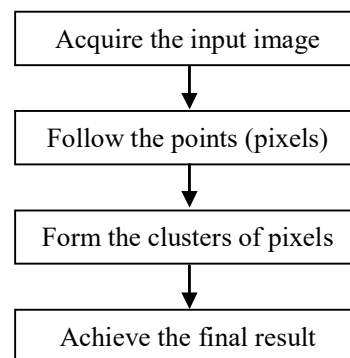 Acquire the input image
Follow the points (pixels)
Form the clusters of pixels
Achieve the final result